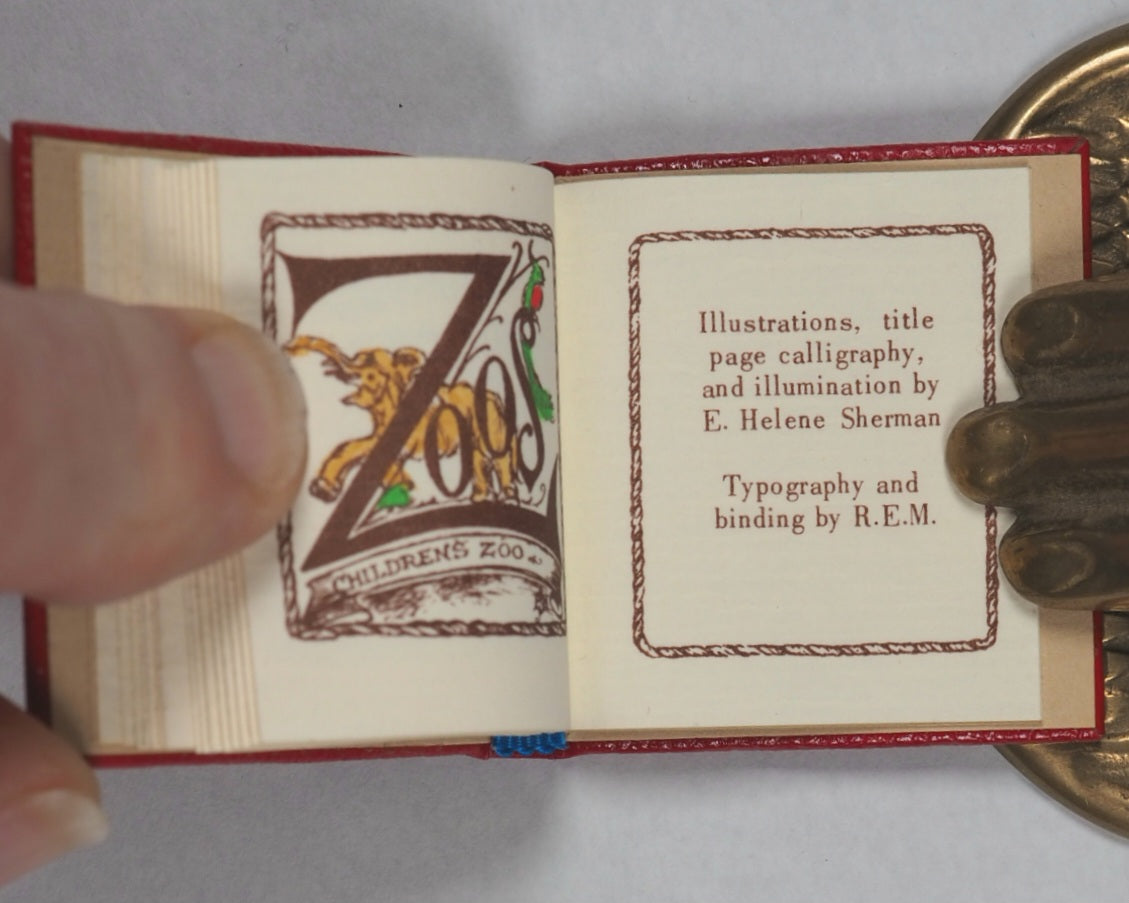 Zoos
CHILDREN'S ZOO
Illustrations, title
page calligraphy,
and illumination by
E. Helene Sherman
Typography and
binding by R.E.M.